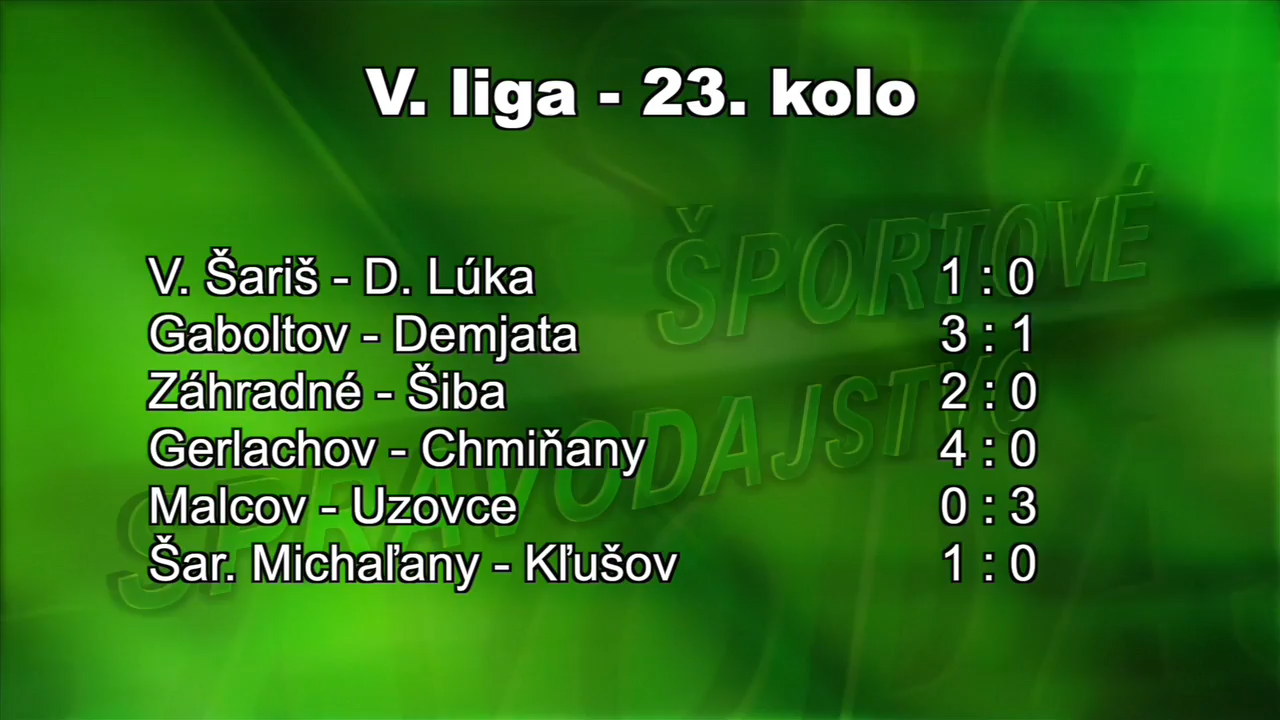 V. liga - 23. kolo
ŠPORTOVÉ
SPRAVODAJSTVO
V. Šariš - D. Lúka 1 : 0
Gaboltov - Demjata 3 : 1
Záhradné - Šiba 2 : 0
Gerlachov - Chmiňany 4 : 0
Malcov - Uzovce 0 : 3
Šar. Michaľany - Kľušov 1 : 0